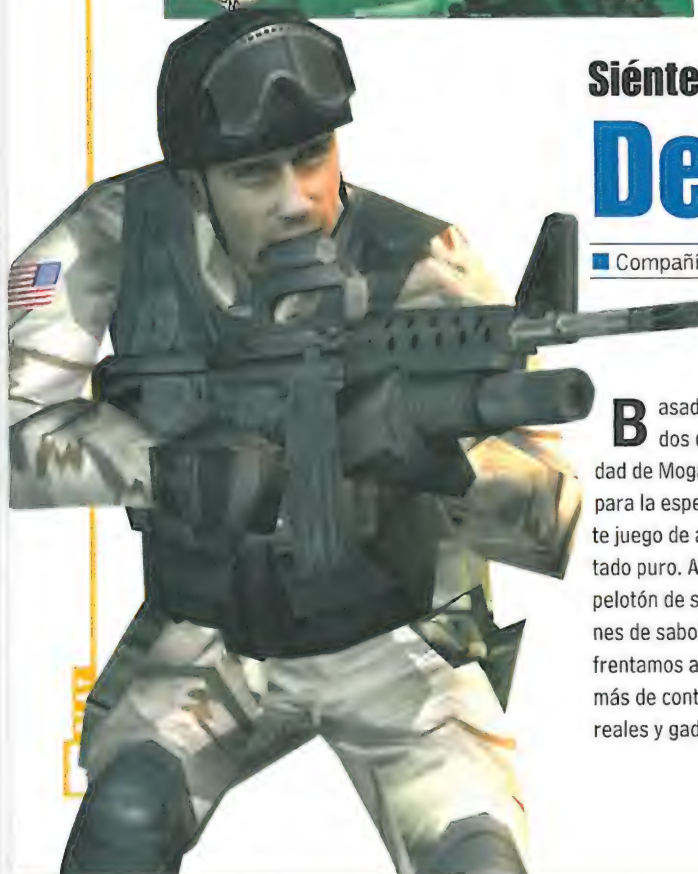 Siénte
De
Compañí
Basad
dos
dad de Moga
para la espe
te juego de a
tado puro. A
pelotón de s
nes de sabo
frentamos a
más de cont
reales y gad